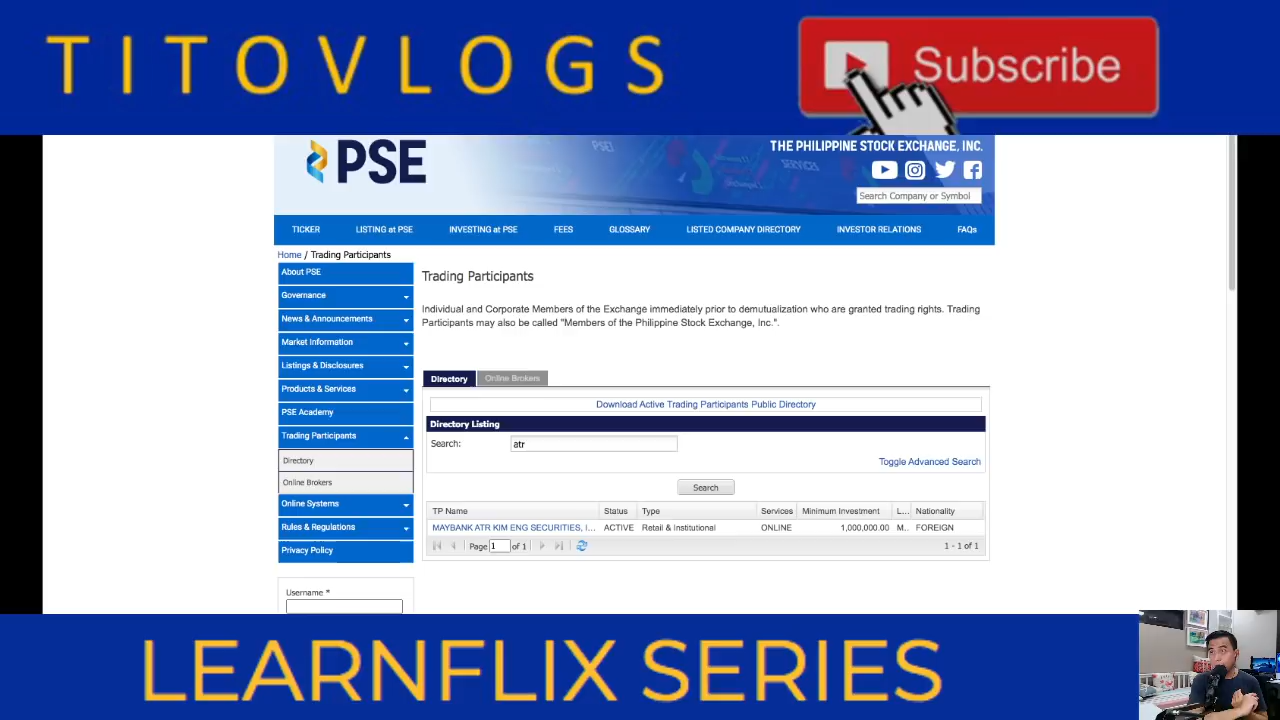 TITOVLOGS
Subscribe
PSE
THE PHILIPPINE STOCK EXCHANGE, INC.
Search Company or Symbol
TICKER LISTING at PSE INVESTING at PSE FEES GLOSSARY LISTED COMPANY DIRECTORY INVESTOR RELATIONS FAQs
Home / Trading Participants
About PSE
Governance
News & Announcements
Market Information
Listings & Disclosures
Products & Services
PSE Academy
Trading Participants
Directory
Online Brokers
Online Systems
Rules & Regulations
Privacy Policy
Username *
Trading Participants
Individual and Corporate Members of the Exchange immediately prior to demutualization who are granted trading rights. Trading
Participants may also be called "Members of the Philippine Stock Exchange, Inc.".
Directory Online Brokers
Download Active Trading Participants Public Directory
Directory Listing
Search: atr
Toggle Advanced Search
Search
TP Name Status Type Services Minimum Investment L... Nationality
MAYBANK ATR KIM ENG SECURITIES, I... ACTIVE Retail & Institutional ONLINE 1,000,000.00 M... FOREIGN
Page 1 of 1 1 - 1 of 1
LEARNFLIX SERIES